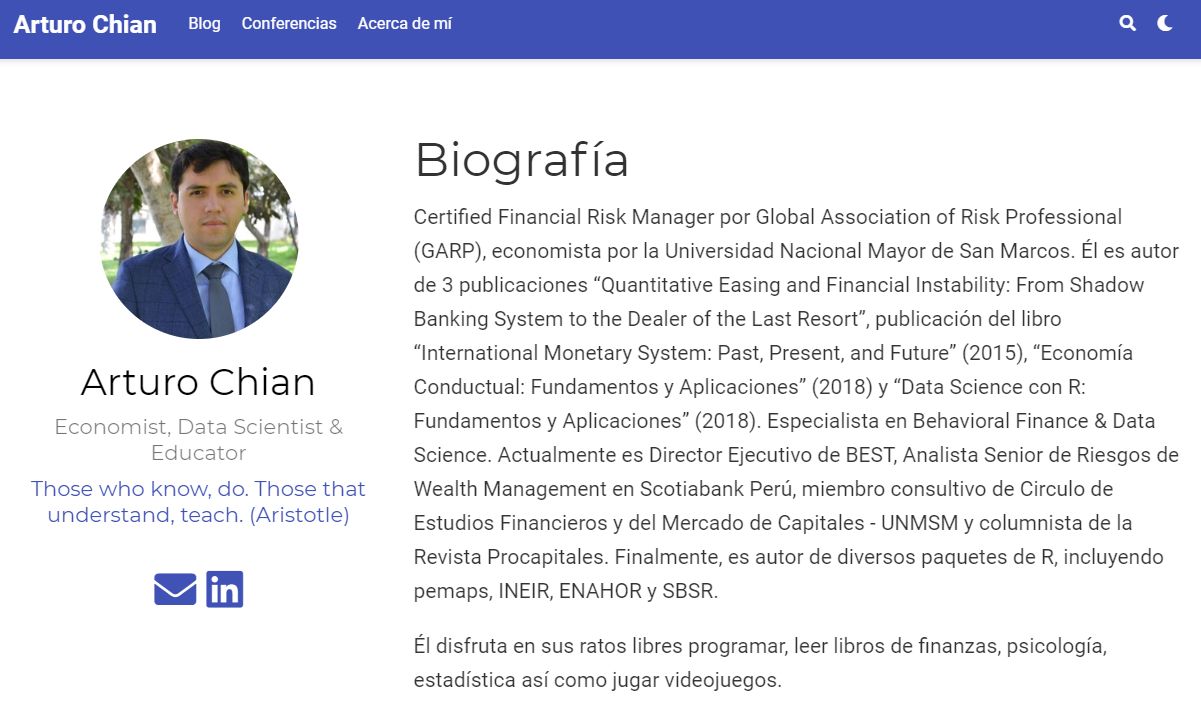 Arturo Chian Blog Conferencias Acerca de mí
Arturo Chian
Economist, Data Scientist &
Educator
Those who know, do. Those that
understand, teach. (Aristotle)
Biografía
Certified Financial Risk Manager por Global Association of Risk Professional
(GARP), economista por la Universidad Nacional Mayor de San Marcos. Él es autor
de 3 publicaciones “Quantitative Easing and Financial Instability: From Shadow
Banking System to the Dealer of the Last Resort”, publicación del libro
“International Monetary System: Past, Present, and Future” (2015), “Economía
Conductual: Fundamentos y Aplicaciones” (2018) y “Data Science con R:
Fundamentos y Aplicaciones” (2018). Especialista en Behavioral Finance & Data
Science. Actualmente es Director Ejecutivo de BEST, Analista Senior de Riesgos de
Wealth Management en Scotiabank Perú, miembro consultivo de Circulo de
Estudios Financieros y del Mercado de Capitales - UNMSM y columnista de la
Revista Procapitales. Finalmente, es autor de diversos paquetes de R, incluyendo
pemaps, INEIR, ENAHOR y SBSR.
Él disfruta en sus ratos libres programar, leer libros de finanzas, psicología,
estadística así como jugar videojuegos.